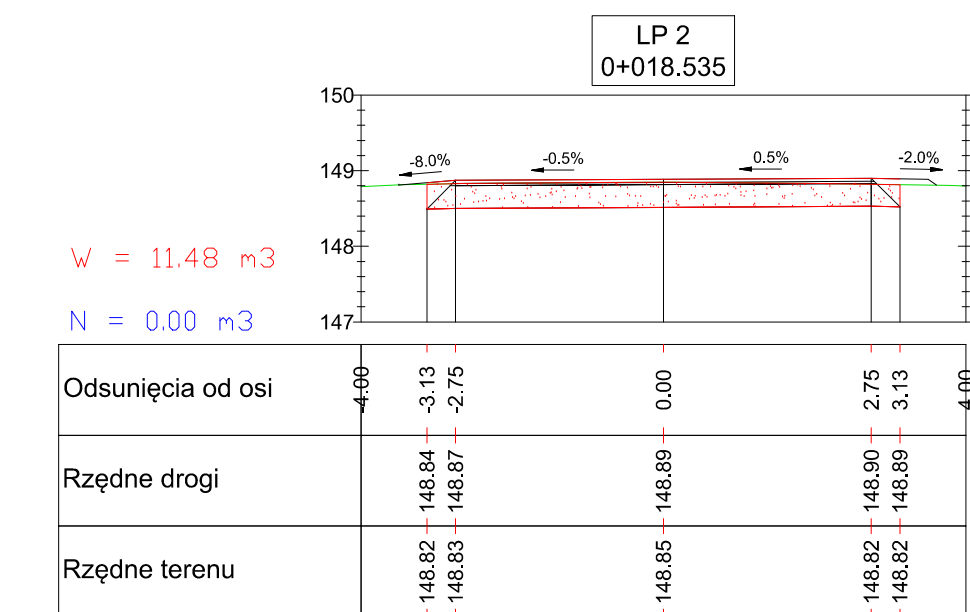 LP 2
0+018.535
150
149
148
147
-8.0%
-0.5%
0.5%
-2.0%
W = 11.48 m3
N = 0.00 m3
Odsunięcia od osi
-4.00 -3.13 -2.75 0.00 2.75 3.13 4.00
Rzędne drogi
148.84 148.87 148.89 148.90 148.89
Rzędne terenu
148.82 148.83 148.85 148.82 148.82